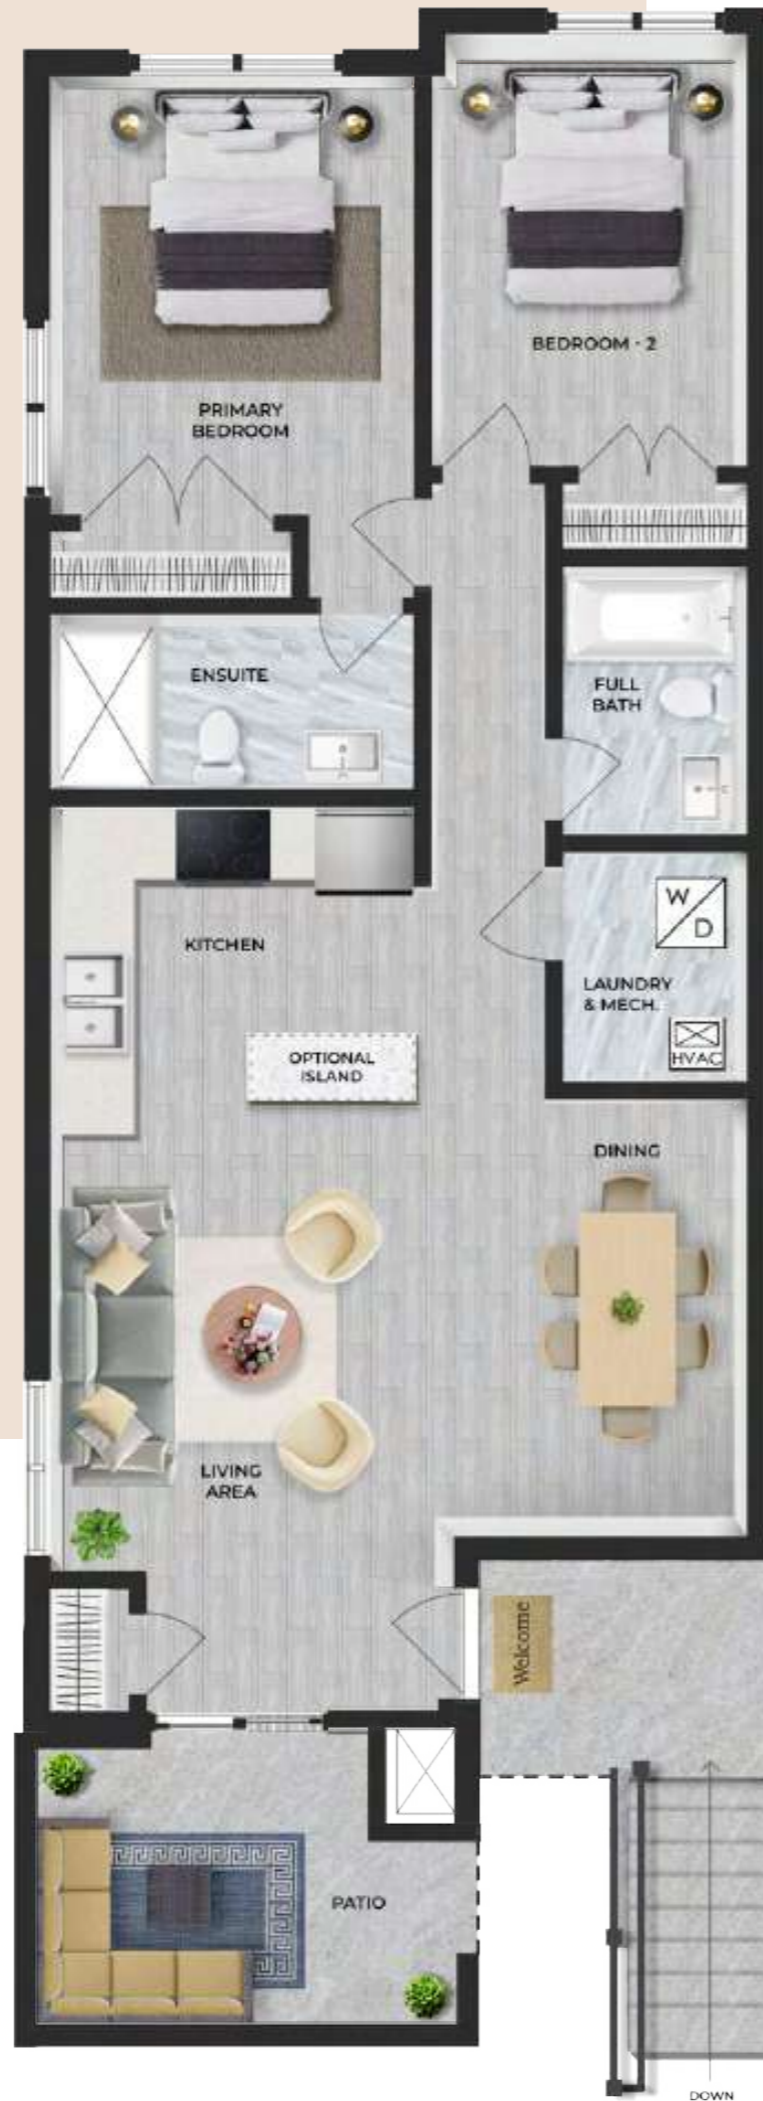 BEDROOM - 2
PRIMARY
BEDROOM
ENSUITE
FULL
BATH
KITCHEN
W
D
LAUNDRY
& MECH.
HVAC
OPTIONAL
ISLAND
DINING
LIVING
AREA
Welcome
PATIO
DOWN